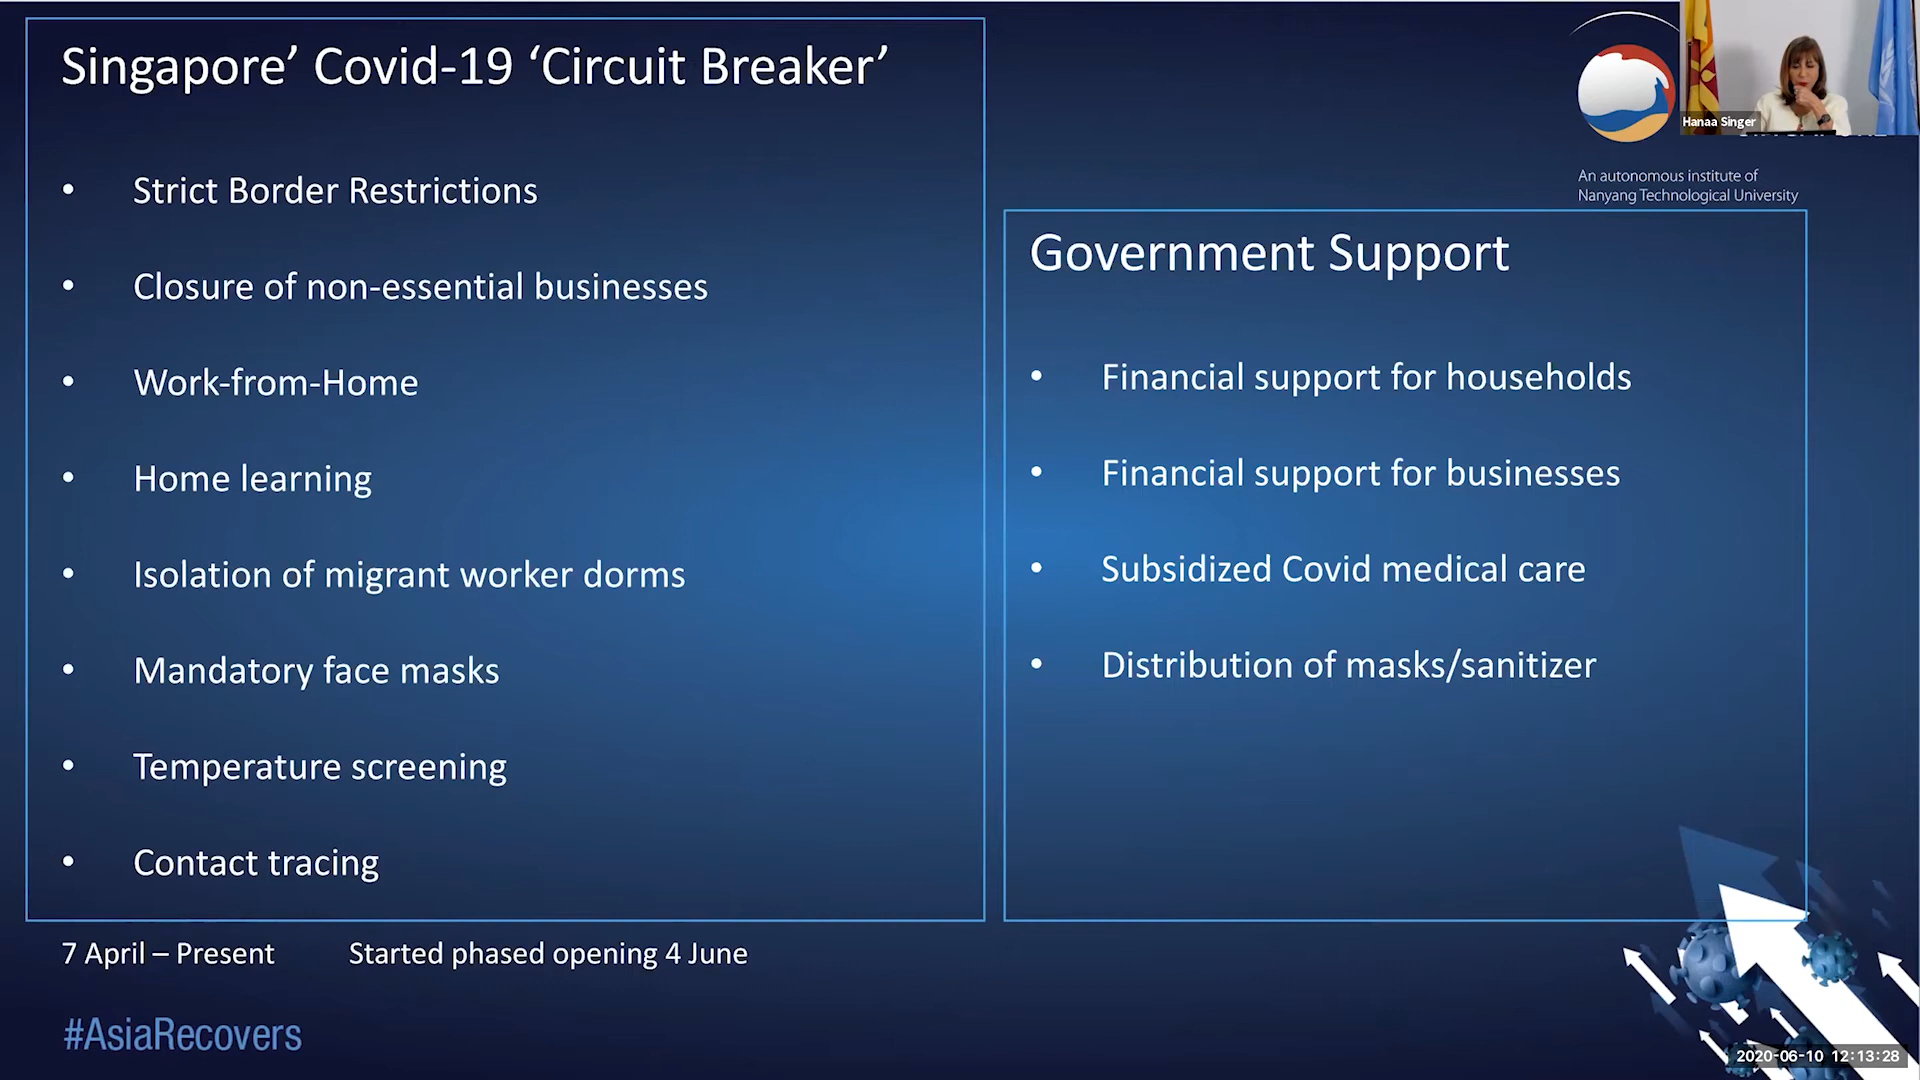 Singapore’ Covid-19 ‘Circuit Breaker’
• Strict Border Restrictions
• Closure of non-essential businesses
• Work-from-Home
• Home learning
• Isolation of migrant worker dorms
• Mandatory face masks
• Temperature screening
• Contact tracing
7 April – Present Started phased opening 4 June
#AsiaRecovers
Hanaa Singer
An autonomous institute of
Nanyang Technological University
Government Support
• Financial support for households
• Financial support for businesses
• Subsidized Covid medical care
• Distribution of masks/sanitizer
2020-06-10 12:13:28